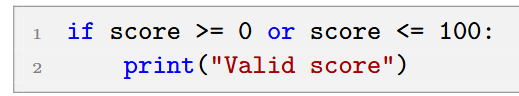 1 if score >= 0 or score <= 100:
2     print("Valid score")